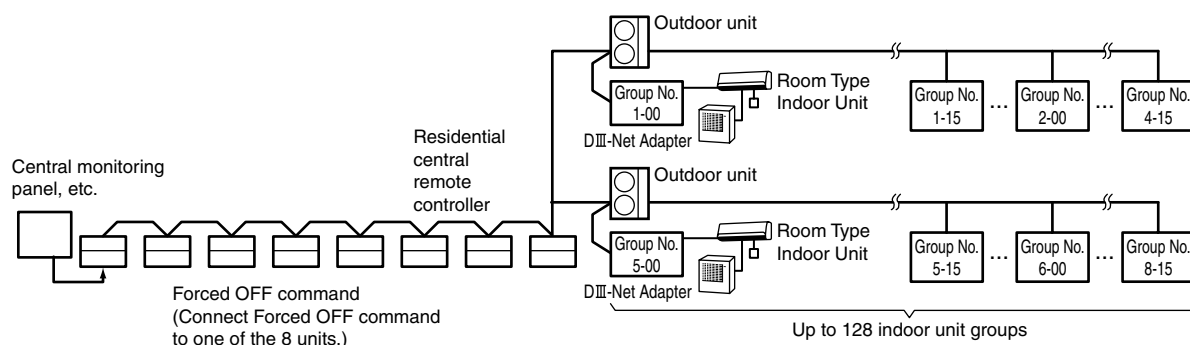 Outdoor unit
Group No.
1-00
Room Type
Indoor Unit
DⅢ-Net Adapter
Group No.
1-15
...
Group No.
2-00
...
Group No.
4-15
Residential
central
remote
controller
Central monitoring
panel, etc.
Outdoor unit
Group No.
5-00
Room Type
Indoor Unit
DⅢ-Net Adapter
Group No.
5-15
...
Group No.
6-00
...
Group No.
8-15
Forced OFF command
(Connect Forced OFF command
to one of the 8 units.)
Up to 128 indoor unit groups